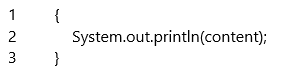 1 {
2 System.out.println(content);
3 }